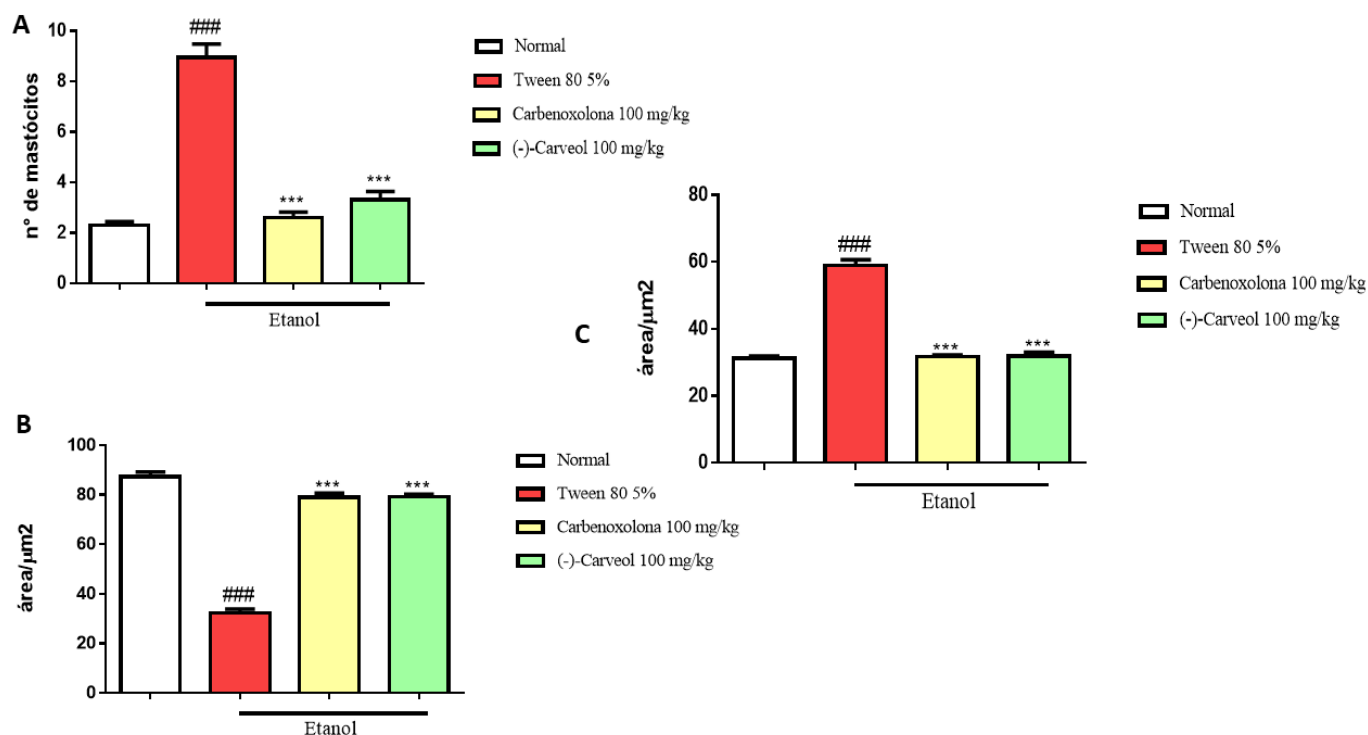 A
n° de mastócitos
10
8
6
4
2
0
###
***
***
Etanol
Normal
Tween 80 5%
Carbenoxolona 100 mg/kg
(-)-Carveol 100 mg/kg
B
área/µm2
100
80
60
40
20
0
###
***
***
Etanol
Normal
Tween 80 5%
Carbenoxolona 100 mg/kg
(-)-Carveol 100 mg/kg
C
área/µm2
80
60
40
20
0
###
***
***
Etanol
Normal
Tween 80 5%
Carbenoxolona 100 mg/kg
(-)-Carveol 100 mg/kg